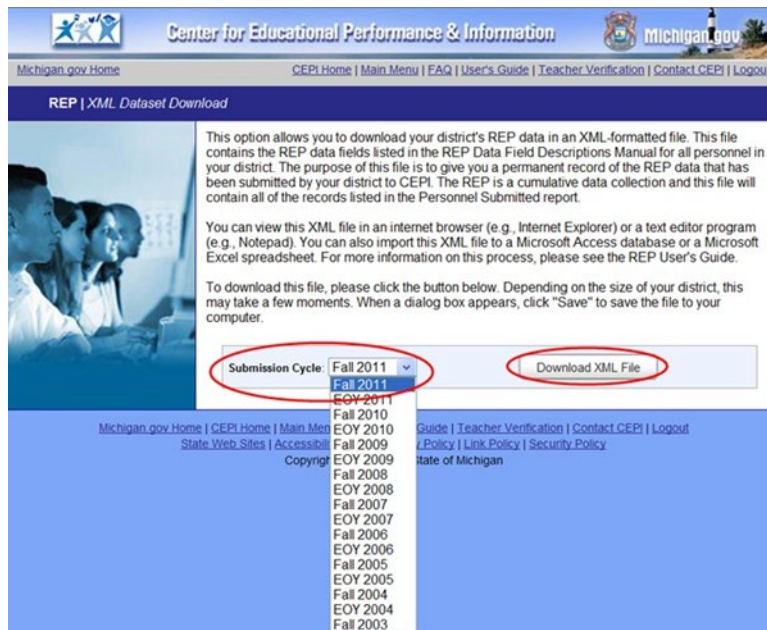 Center for Educational Performance & Information
Michigan.gov
Michigan.gov Home
CEPI Home | Main Menu | FAQ | User's Guide | Teacher Verification | Contact CEPI | Logout
REP | XML Dataset Download
This option allows you to download your district's REP data in an XML-formatted file. This file
contains the REP data fields listed in the REP Data Field Descriptions Manual for all personnel in
your district. The purpose of this file is to give you a permanent record of the REP data that has
been submitted by your district to CEPI. The REP is a cumulative data collection and this file will
contain all of the records listed in the Personnel Submitted report.
You can view this XML file in an internet browser (e.g., Internet Explorer) or a text editor program
(e.g., Notepad). You can also import this XML file to a Microsoft Access database or a Microsoft
Excel spreadsheet. For more information on this process, please see the REP User's Guide.
To download this file, please click the button below. Depending on the size of your district, this
may take a few moments. When a dialog box appears, click "Save" to save the file to your
computer.
Submission Cycle: Fall 2011
Download XML File
Fall 2011
EOY 2011
Fall 2010
EOY 2010
Fall 2009
EOY 2009
Fall 2008
EOY 2008
Fall 2007
EOY 2007
Fall 2006
EOY 2006
Fall 2005
EOY 2005
Fall 2004
EOY 2004
Fall 2003
Michigan.gov Home | CEPI Home | Main Guide | Teacher Verification | Contact CEPI | Logout
State Web Sites | Policy | Link Policy | Security Policy
State of Michigan